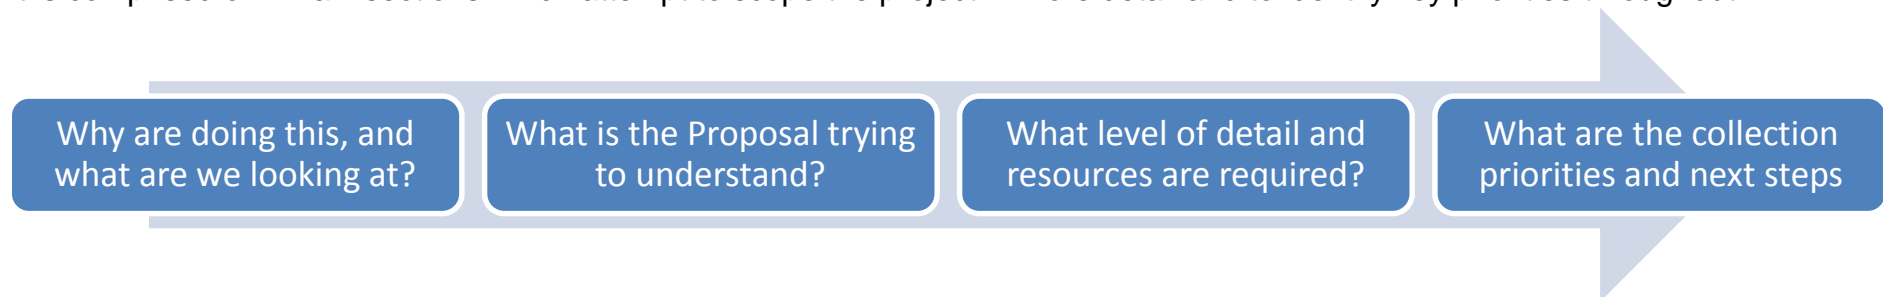 Why are doing this, and
what are we looking at?
What is the Proposal trying
to understand?
What level of detail and
resources are required?
What are the collection
priorities and next steps